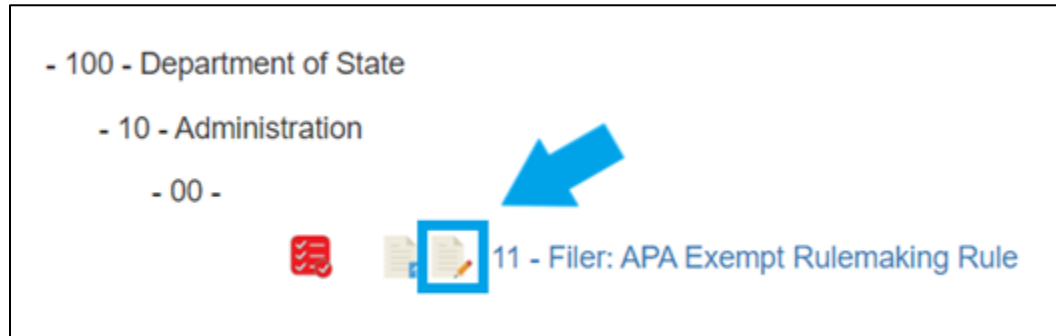 - 100 - Department of State
- 10 - Administration
- 00 -
11 - Filer: APA Exempt Rulemaking Rule